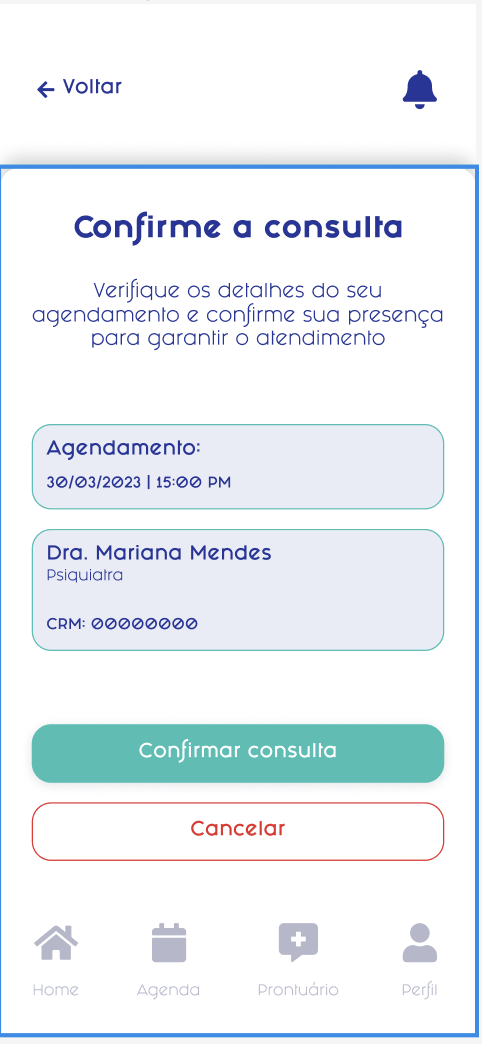 Voltar
Confirme a consulta
Verifique os detalhes do seu
agendamento e confirme sua presença
para garantir o atendimento
Agendamento:
30/03/2023 | 15:00 PM
Dra. Mariana Mendes
Psiquiatra
CRM: 00000000
Confirmar consulta
Cancelar
Home Agenda Prontuário Perfil